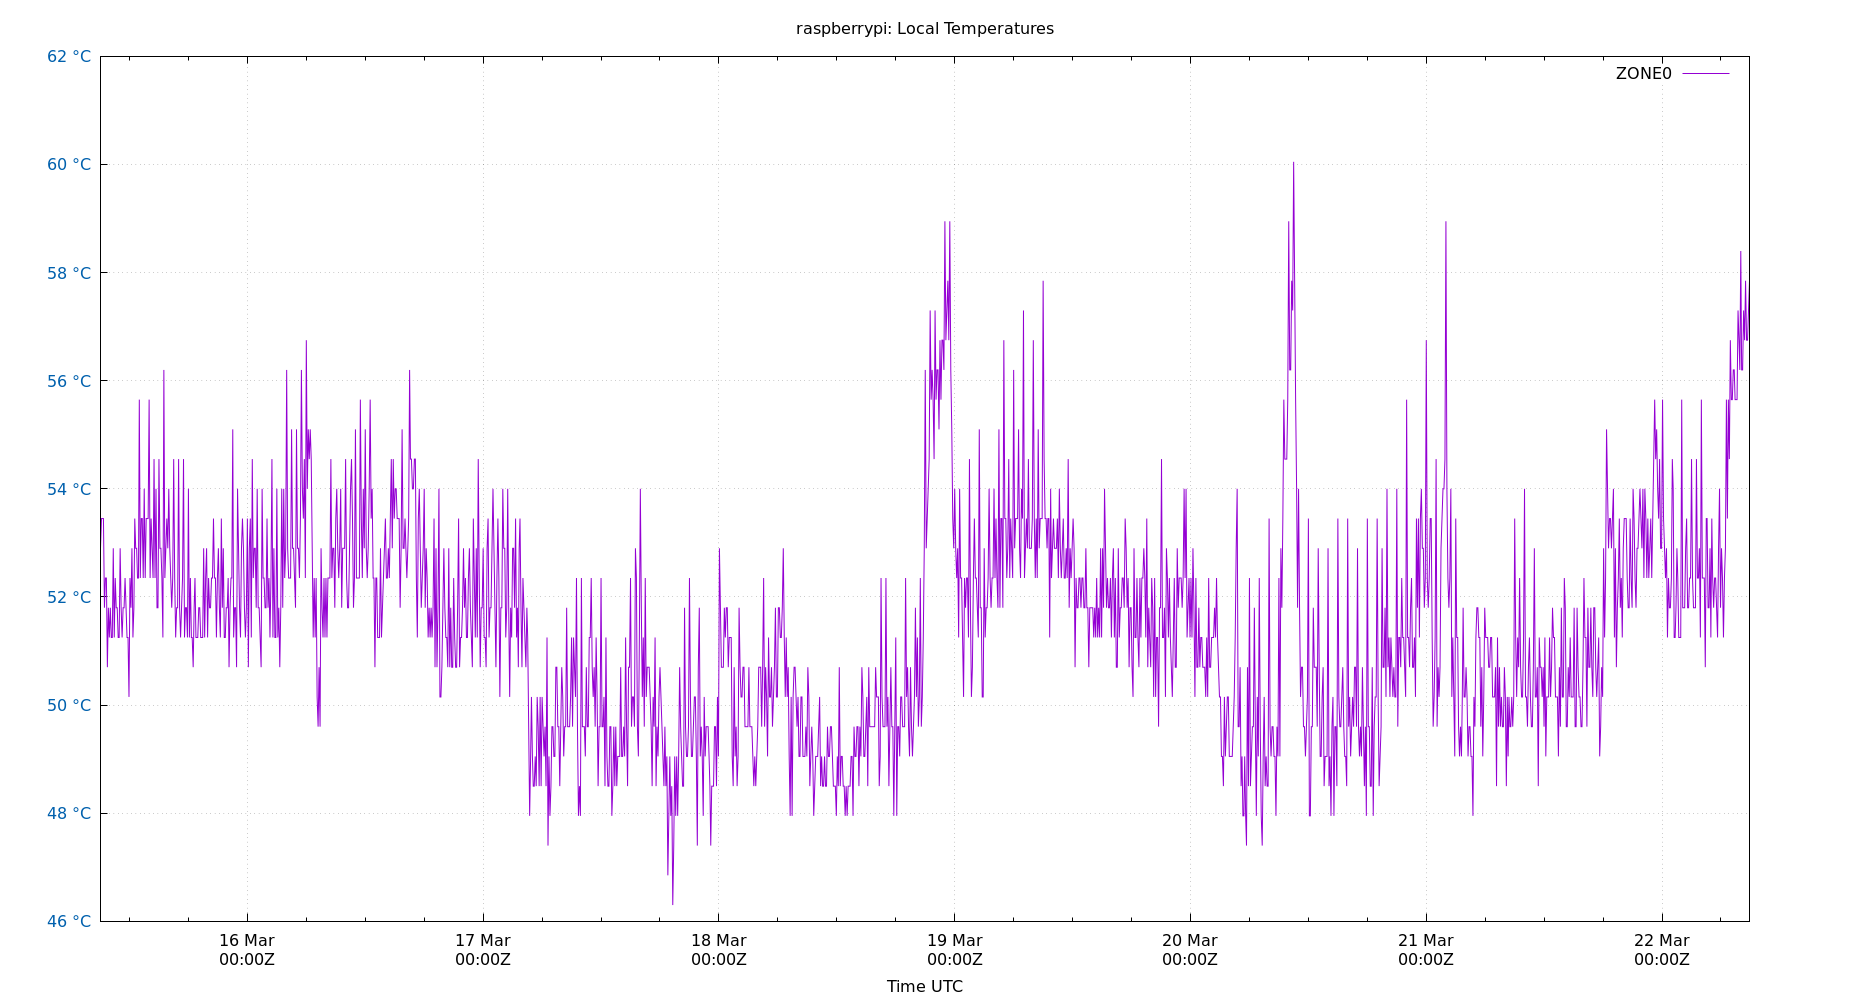 raspberrypi: Local Temperatures
62 °C
ZONE0
60 °C
58 °C
56 °C
54 °C
52 °C
50 °C
48 °C
46 °C
16 Mar 17 Mar 18 Mar 19 Mar 20 Mar 21 Mar 22 Mar
00:00Z 00:00Z 00:00Z 00:00Z 00:00Z 00:00Z 00:00Z
Time UTC